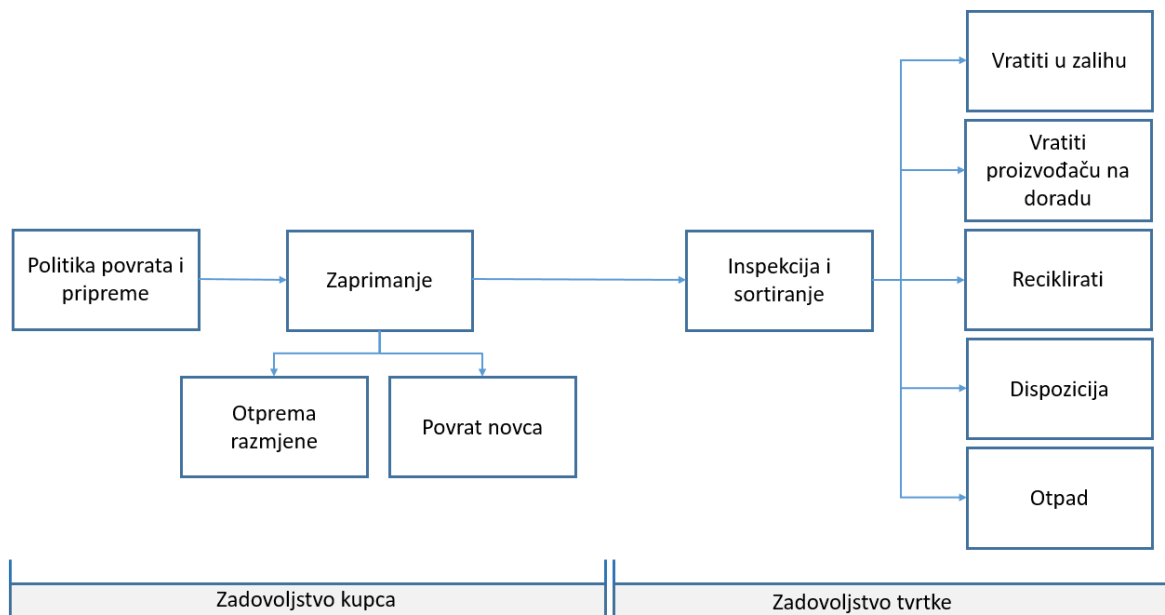 Vratiti u zalihu
Vratiti
proizvođaču na
doradu
Politika povrata i
pripreme
Zaprimanje
Inspekcija i
sortiranje
Reciklirati
Otprema
razmjene
Povrat novca
Dispozicija
Otpad
Zadovoljstvo kupca
Zadovoljstvo tvrtke